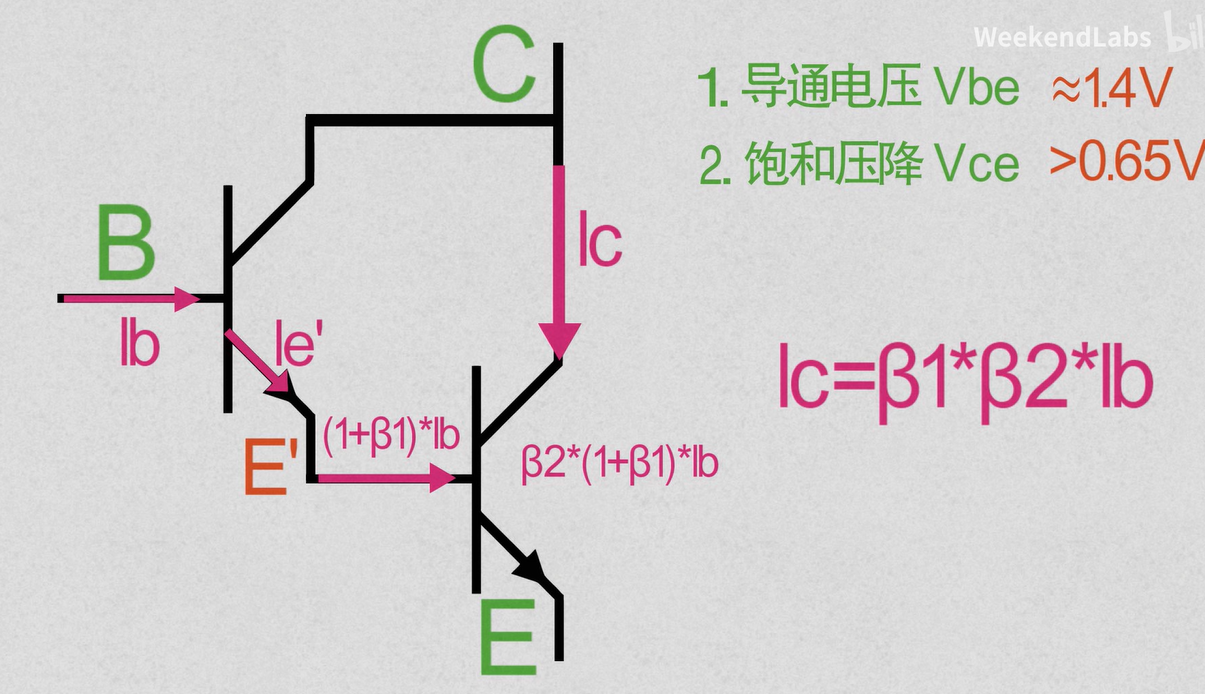 WeekendLabs bil
C
1. 导通电压 Vbe ≈1.4V
2. 饱和压降 Vce >0.65V
B
Ic
Ib
Ie'
Ic=β1*β2*Ib
E'
(1+β1)*Ib
β2*(1+β1)*Ib
E